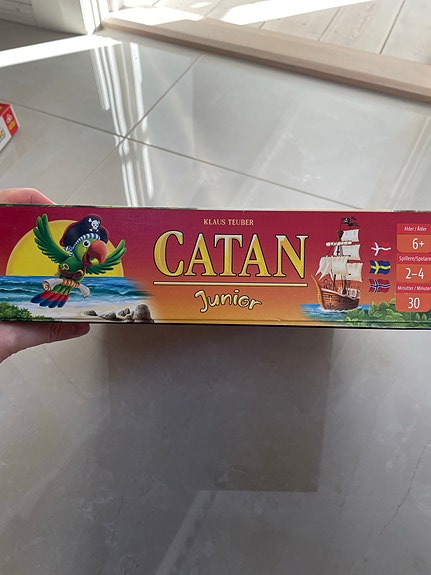 KLAUS TEUBER
CATAN
Junior
Alder / Ålder
6+
Spillere/Spelare
2–4
Minutter / Minuter
30